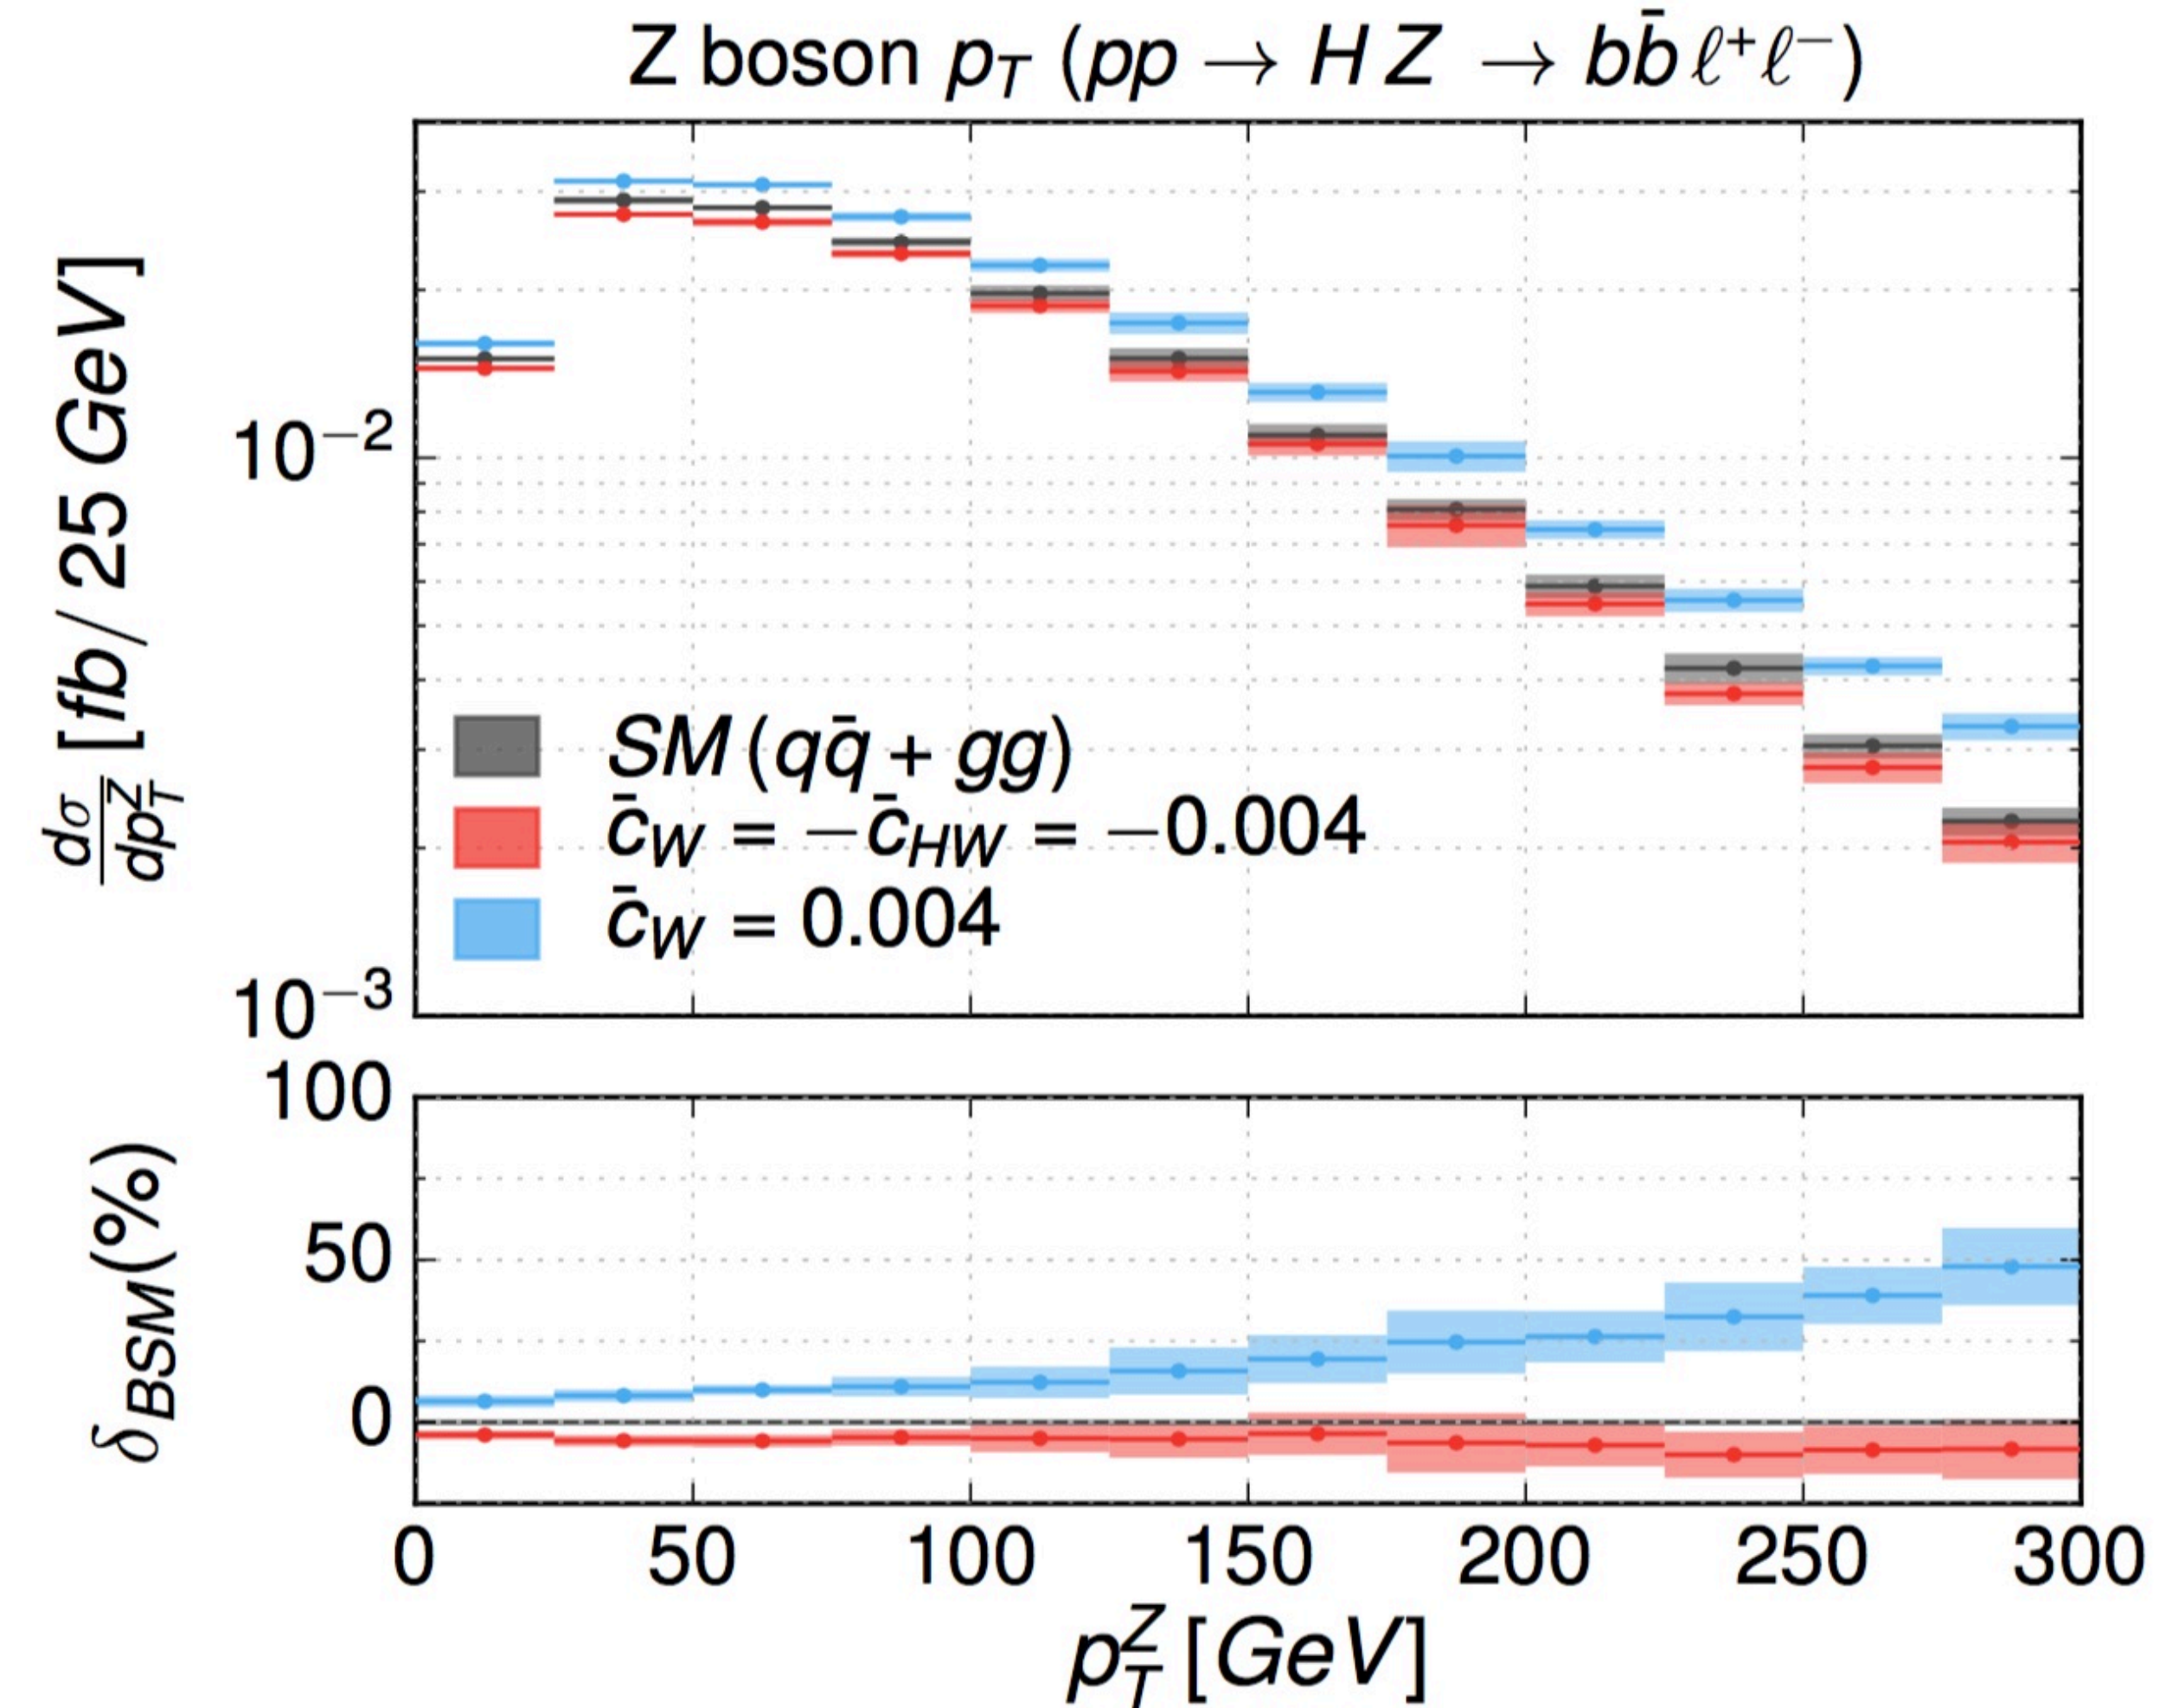 Z boson p_T (pp → H Z → bb̄ ℓ⁺ℓ⁻)
dσ/dp_T^Z [fb / 25 GeV]
10⁻²
10⁻³
SM (qq̄ + gg)
c̄_W = −c̄_HW = −0.004
c̄_W = 0.004
δ_BSM(%)
100
50
0
0 50 100 150 200 250 300
p_T^Z [GeV]